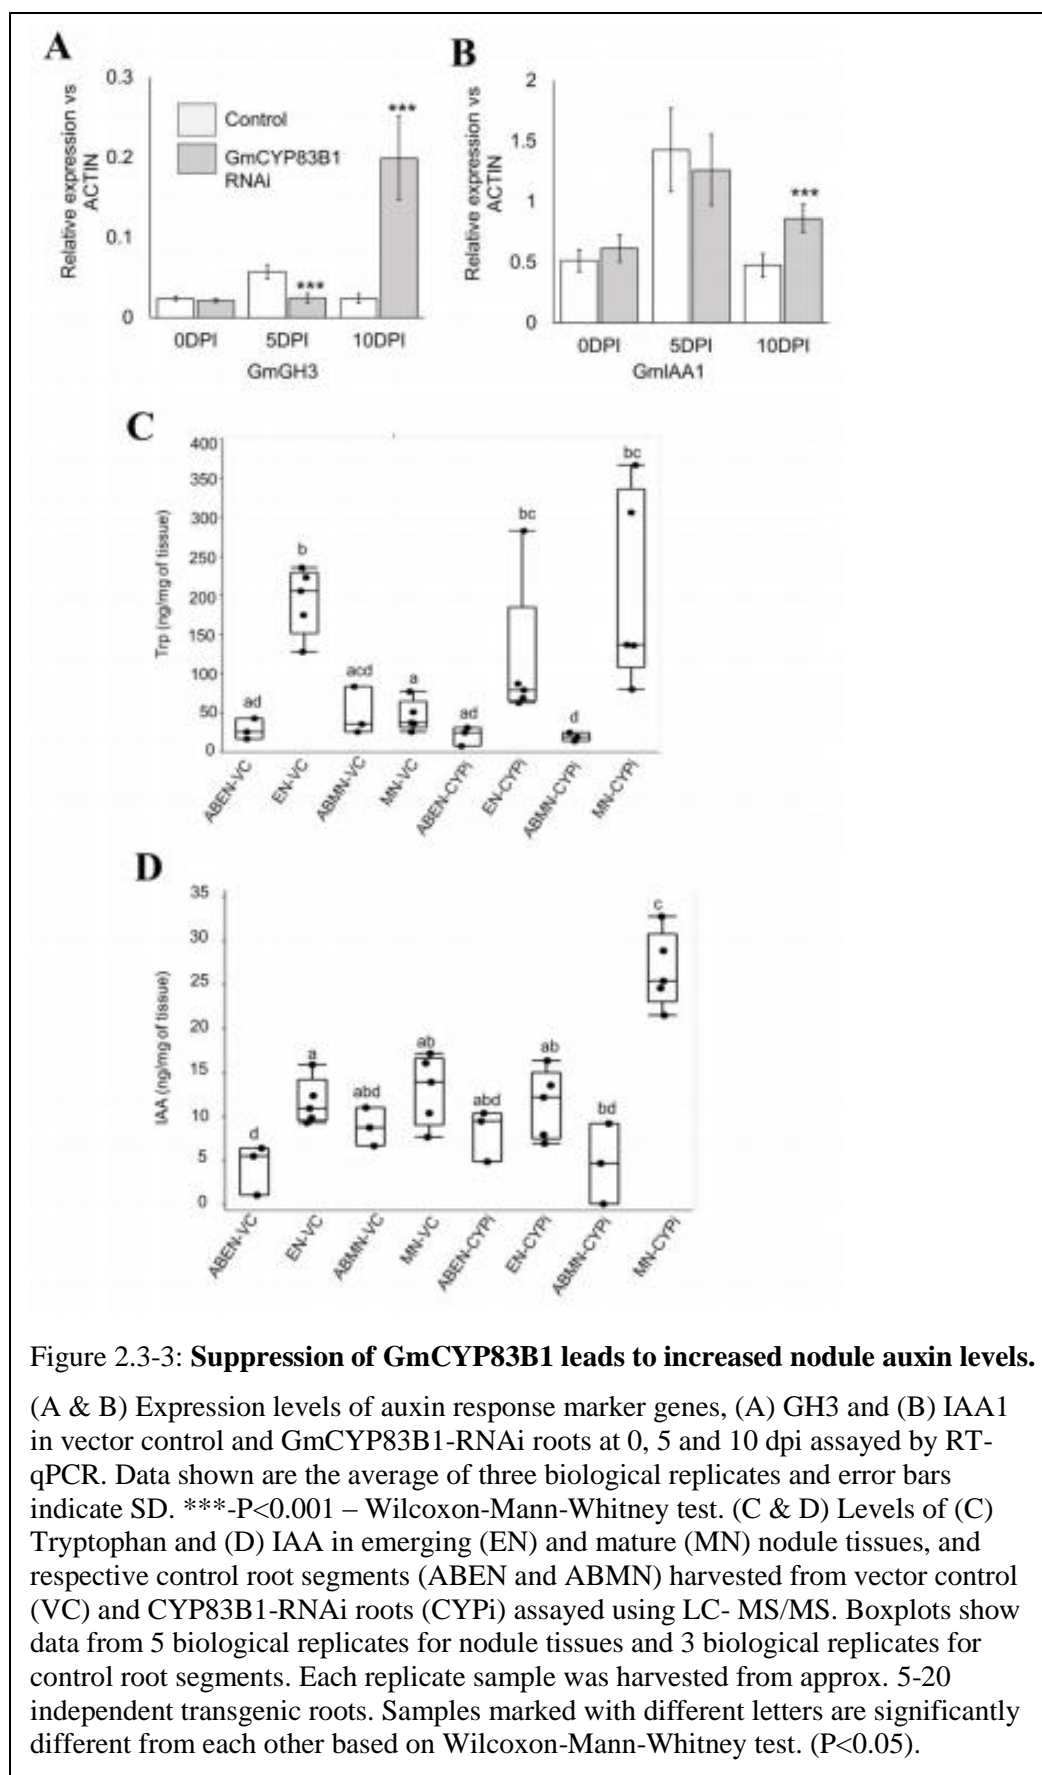 A
Relative expression vs
ACTIN
0.3
0.2
0.1
0
Control
GmCYP83B1
RNAi
***
***
0DPI
5DPI
10DPI
GmGH3
B
Relative expression vs
ACTIN
2
1.5
1
0.5
0
***
0DPI
5DPI
10DPI
GmIAA1
C
Trp (ng/mg of tissue)
400
350
300
250
200
150
100
50
0
ad
b
acd
a
ad
bc
d
bc
ABEN-VC
EN-VC
ABMN-VC
MN-VC
ABEN-CYPi
EN-CYPi
ABMN-CYPi
MN-CYPi
D
IAA (ng/mg of tissue)
35
30
25
20
15
10
5
0
d
a
abd
ab
abd
ab
bd
c
ABEN-VC
EN-VC
ABMN-VC
MN-VC
ABEN-CYPi
EN-CYPi
ABMN-CYPi
MN-CYPi
Figure 2.3-3: Suppression of GmCYP83B1 leads to increased nodule auxin levels.
(A & B) Expression levels of auxin response marker genes, (A) GH3 and (B) IAA1
in vector control and GmCYP83B1-RNAi roots at 0, 5 and 10 dpi assayed by RT-
qPCR. Data shown are the average of three biological replicates and error bars
indicate SD. ***-P<0.001 – Wilcoxon-Mann-Whitney test. (C & D) Levels of (C)
Tryptophan and (D) IAA in emerging (EN) and mature (MN) nodule tissues, and
respective control root segments (ABEN and ABMN) harvested from vector control
(VC) and CYP83B1-RNAi roots (CYPi) assayed using LC- MS/MS. Boxplots show
data from 5 biological replicates for nodule tissues and 3 biological replicates for
control root segments. Each replicate sample was harvested from approx. 5-20
independent transgenic roots. Samples marked with different letters are significantly
different from each other based on Wilcoxon-Mann-Whitney test. (P<0.05).